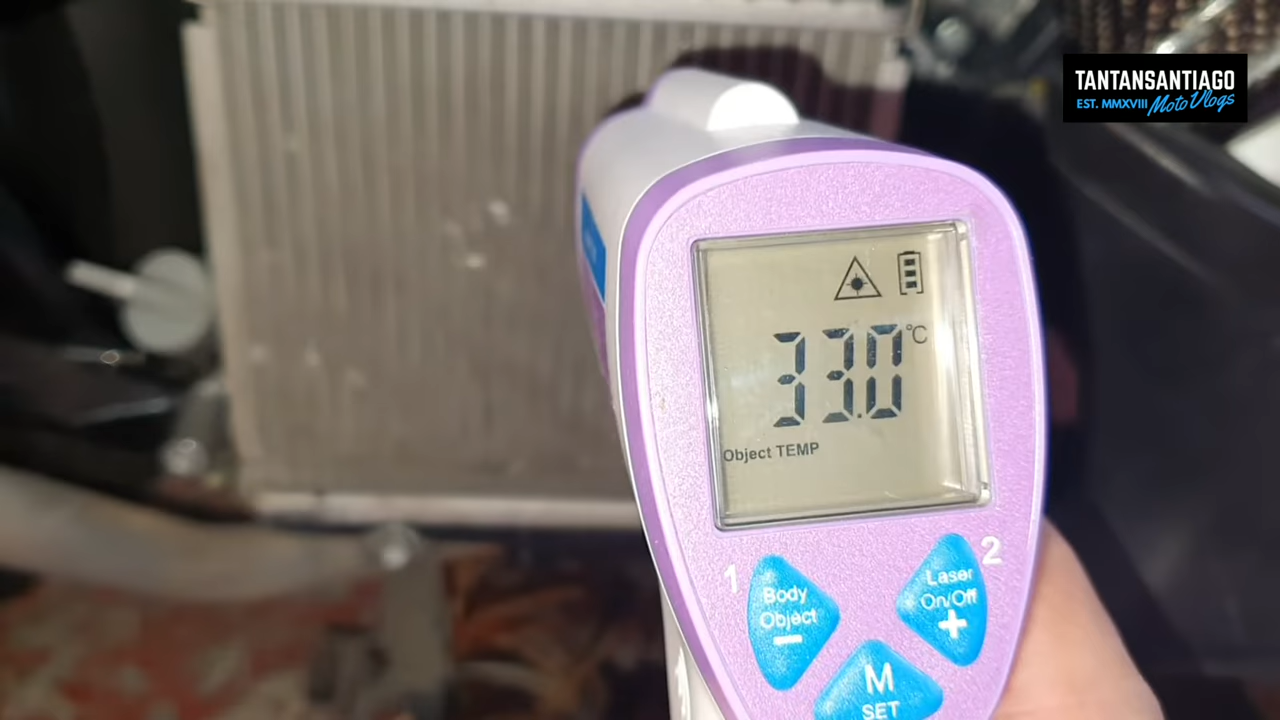 TANTANSANTIAGO
EST. MMXVIII Moto Vlogs
33.0 °C
Object TEMP
1
2
Body
Object
−
Laser
On/Off
+
M
SET